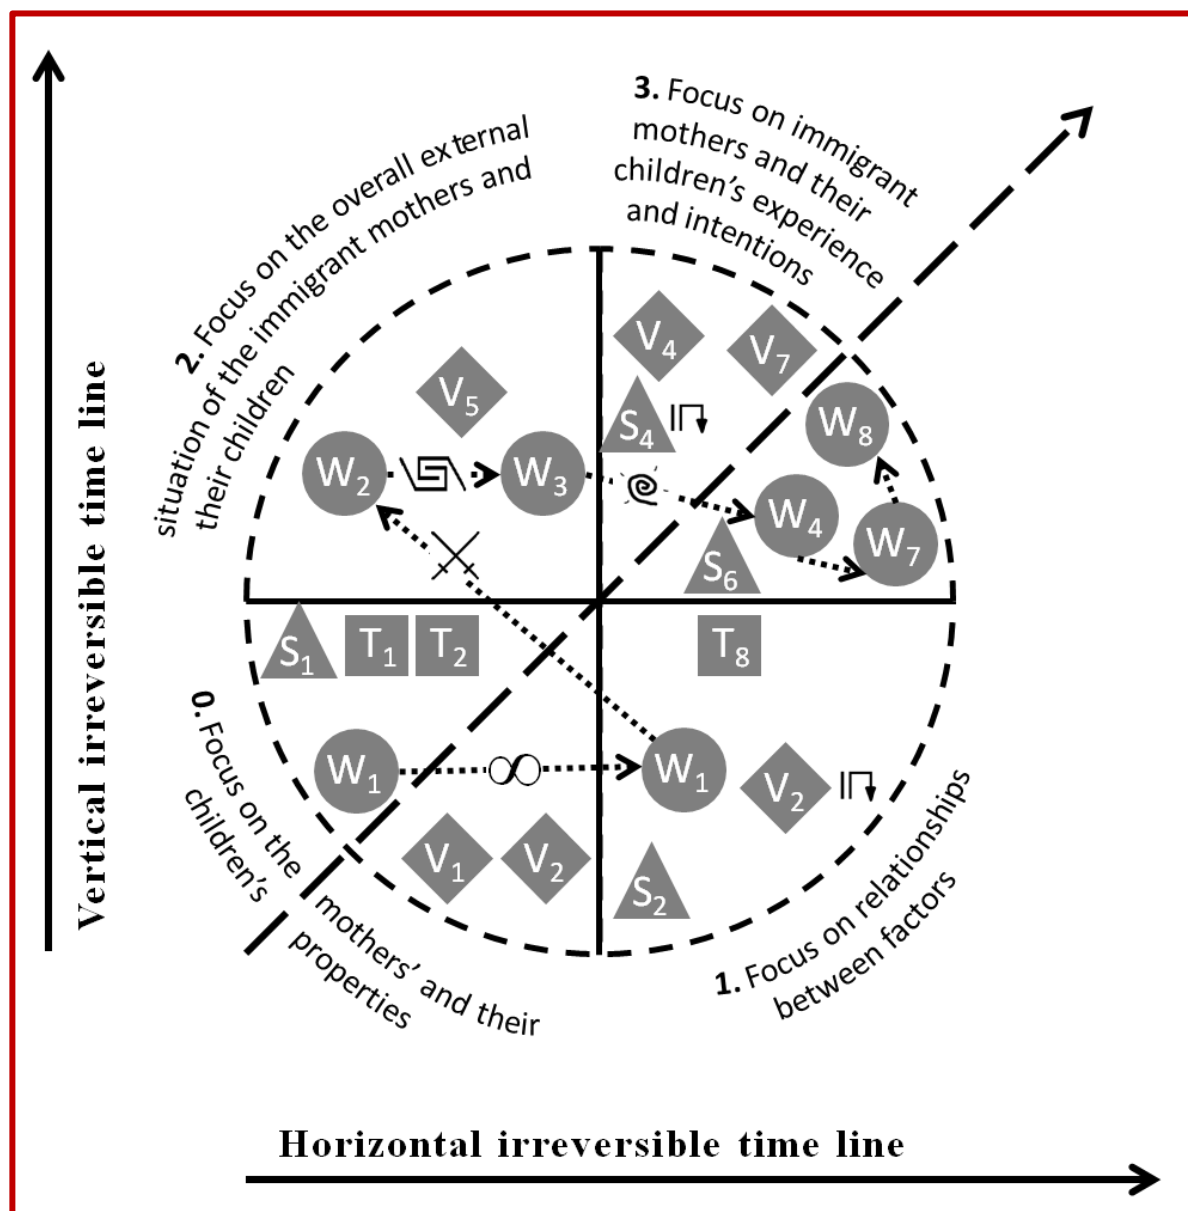 3. Focus on immigrant
mothers and their
children's experience
and intentions
2. Focus on the overall external
situation of the immigrant mothers and
their children
V4
V7
V5
S4
W8
W2
W3
W4
W7
S6
S1
T1
T2
T8
W1
W1
V2
V1
V2
S2
0. Focus on the mothers' and their
children's properties
1. Focus on relationships
between factors
Vertical irreversible time line
Horizontal irreversible time line